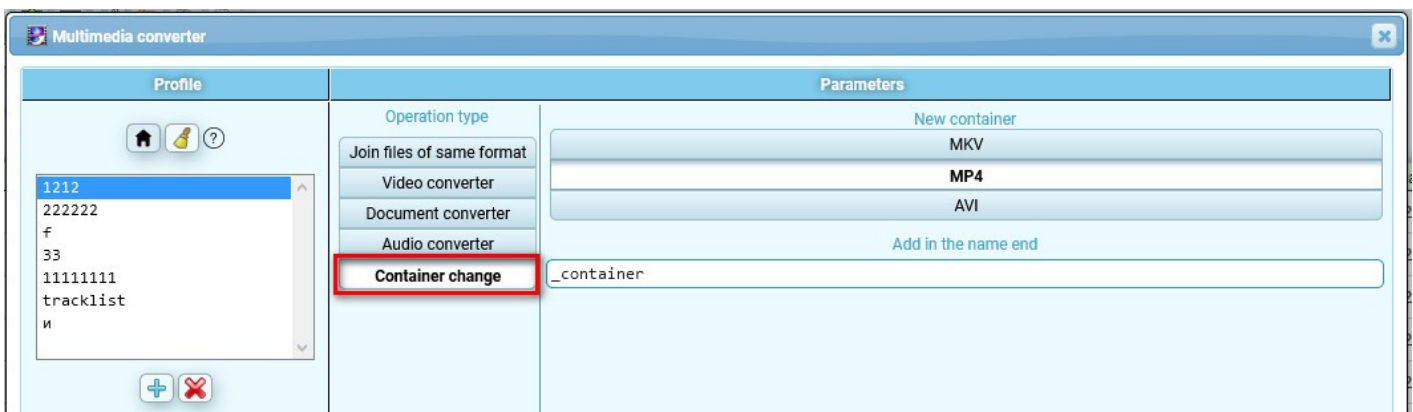 Multimedia converter
Profile
Parameters
?
1212
222222
f
33
11111111
tracklist
и
Operation type
Join files of same format
Video converter
Document converter
Audio converter
Container change
New container
MKV
MP4
AVI
Add in the name end
_container